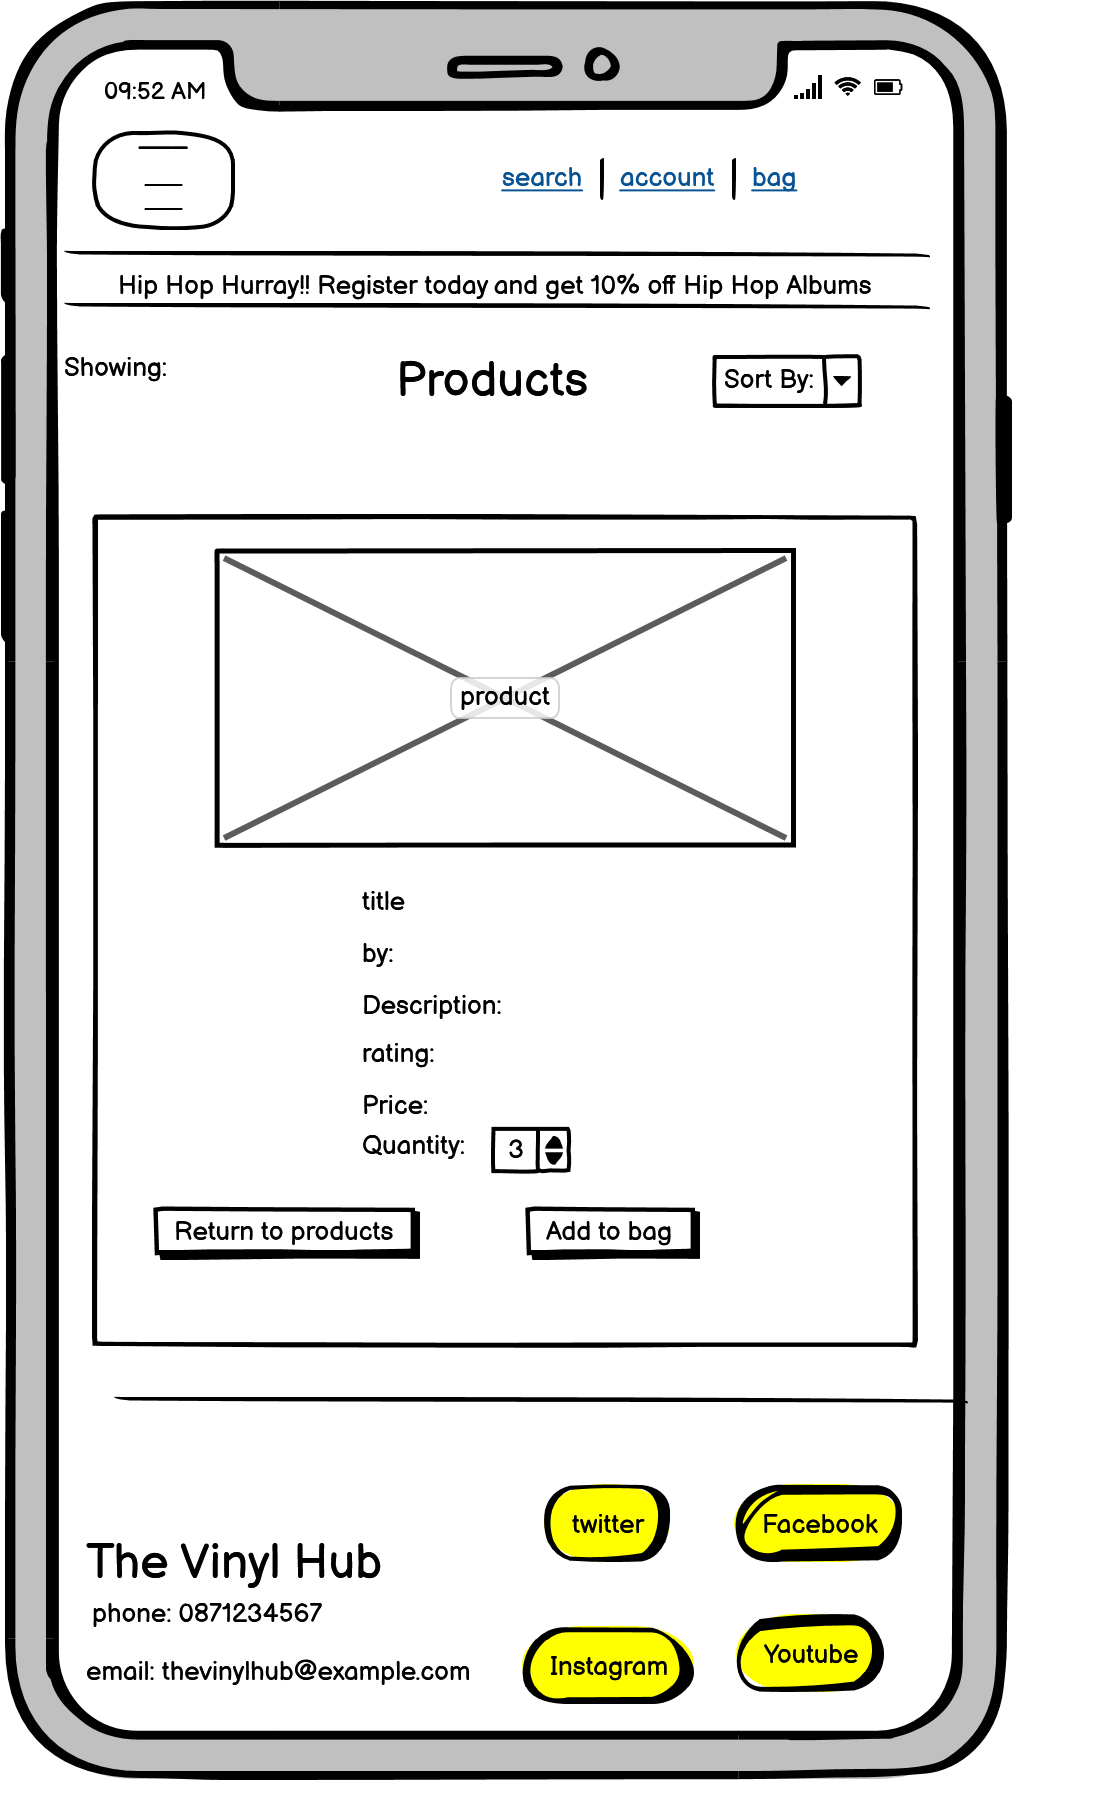 09:52 AM
search | account | bag
Hip Hop Hurray!! Register today and get 10% off Hip Hop Albums
Showing:
Products
Sort By:
product
title
by:
Description:
rating:
Price:
Quantity: 3
Return to products
Add to bag
twitter
Facebook
The Vinyl Hub
phone: 0871234567
email: thevinylhub@example.com
Instagram
Youtube